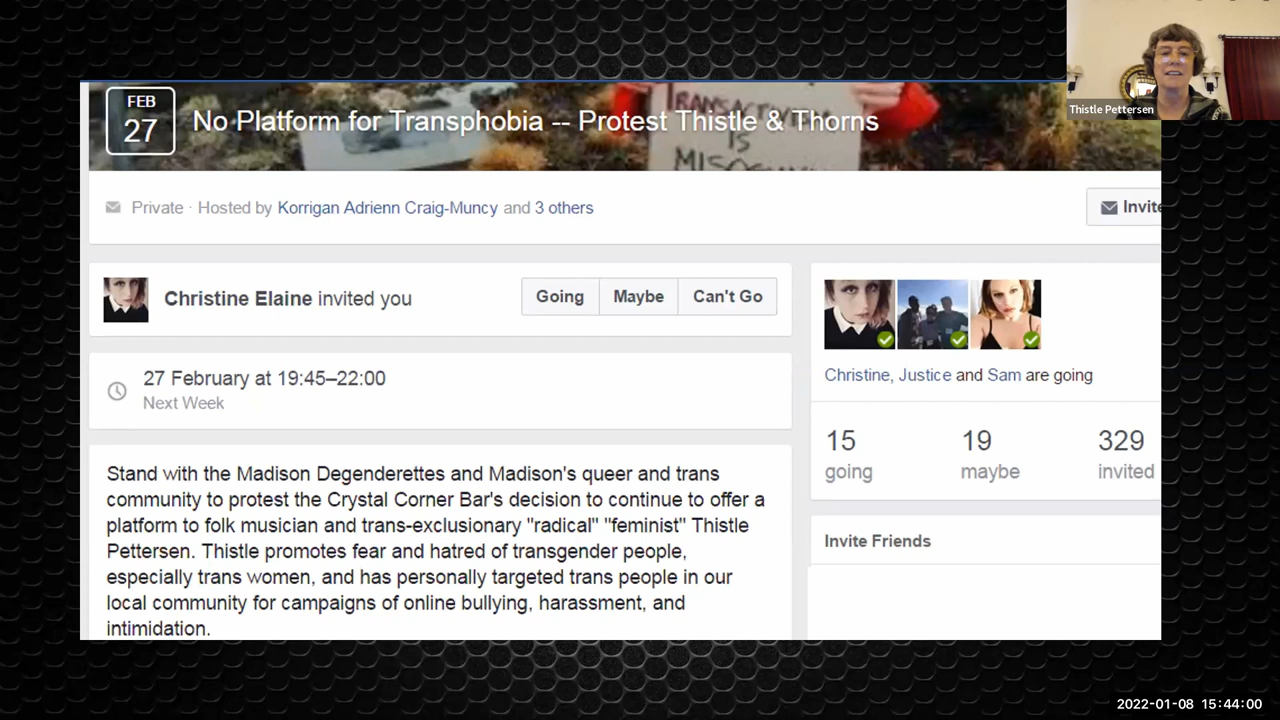 Thistle Pettersen
FEB
27
No Platform for Transphobia -- Protest Thistle & Thorns
IS
Private · Hosted by Korrigan Adrienn Craig-Muncy and 3 others
Invite
Christine Elaine invited you
Going
Maybe
Can't Go
27 February at 19:45–22:00
Next Week
Stand with the Madison Degenderettes and Madison's queer and trans
community to protest the Crystal Corner Bar's decision to continue to offer a
platform to folk musician and trans-exclusionary "radical" "feminist" Thistle
Pettersen. Thistle promotes fear and hatred of transgender people,
especially trans women, and has personally targeted trans people in our
local community for campaigns of online bullying, harassment, and
intimidation.
Christine, Justice and Sam are going
15 19 329
going maybe invited
Invite Friends
2022-01-08 15:44:00